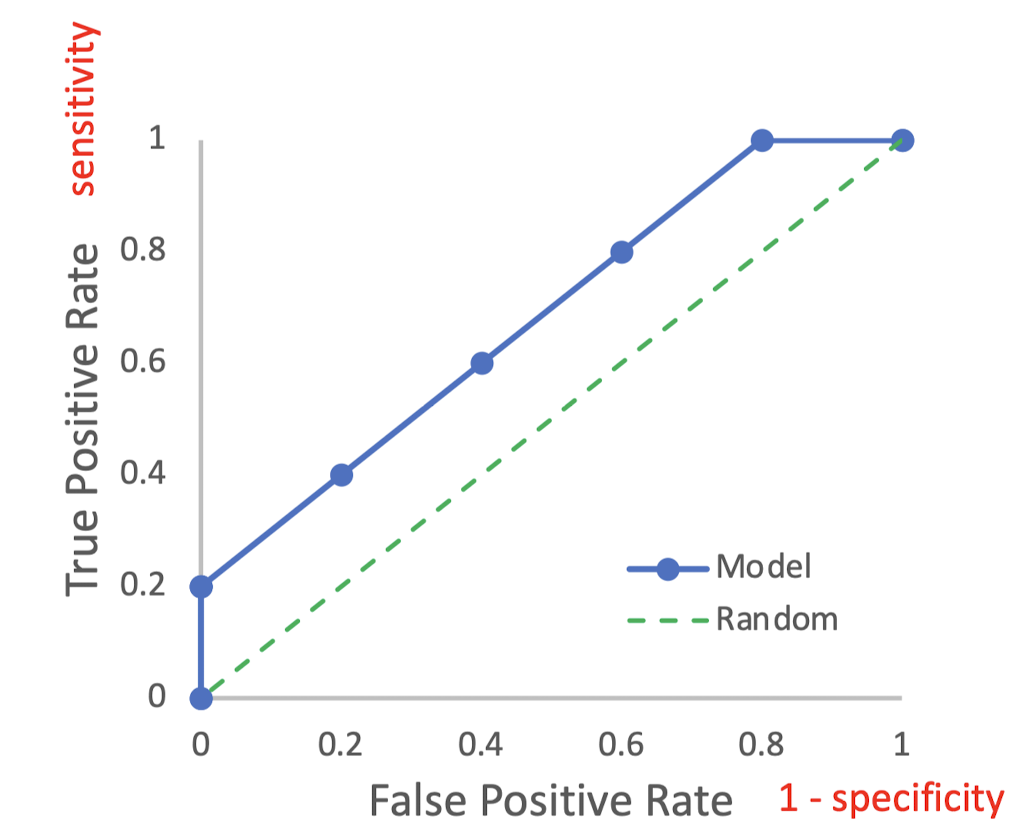 sensitivity
True Positive Rate
1
0.8
0.6
0.4
0.2
0
Model
Random
0 0.2 0.4 0.6 0.8 1
False Positive Rate 1 - specificity